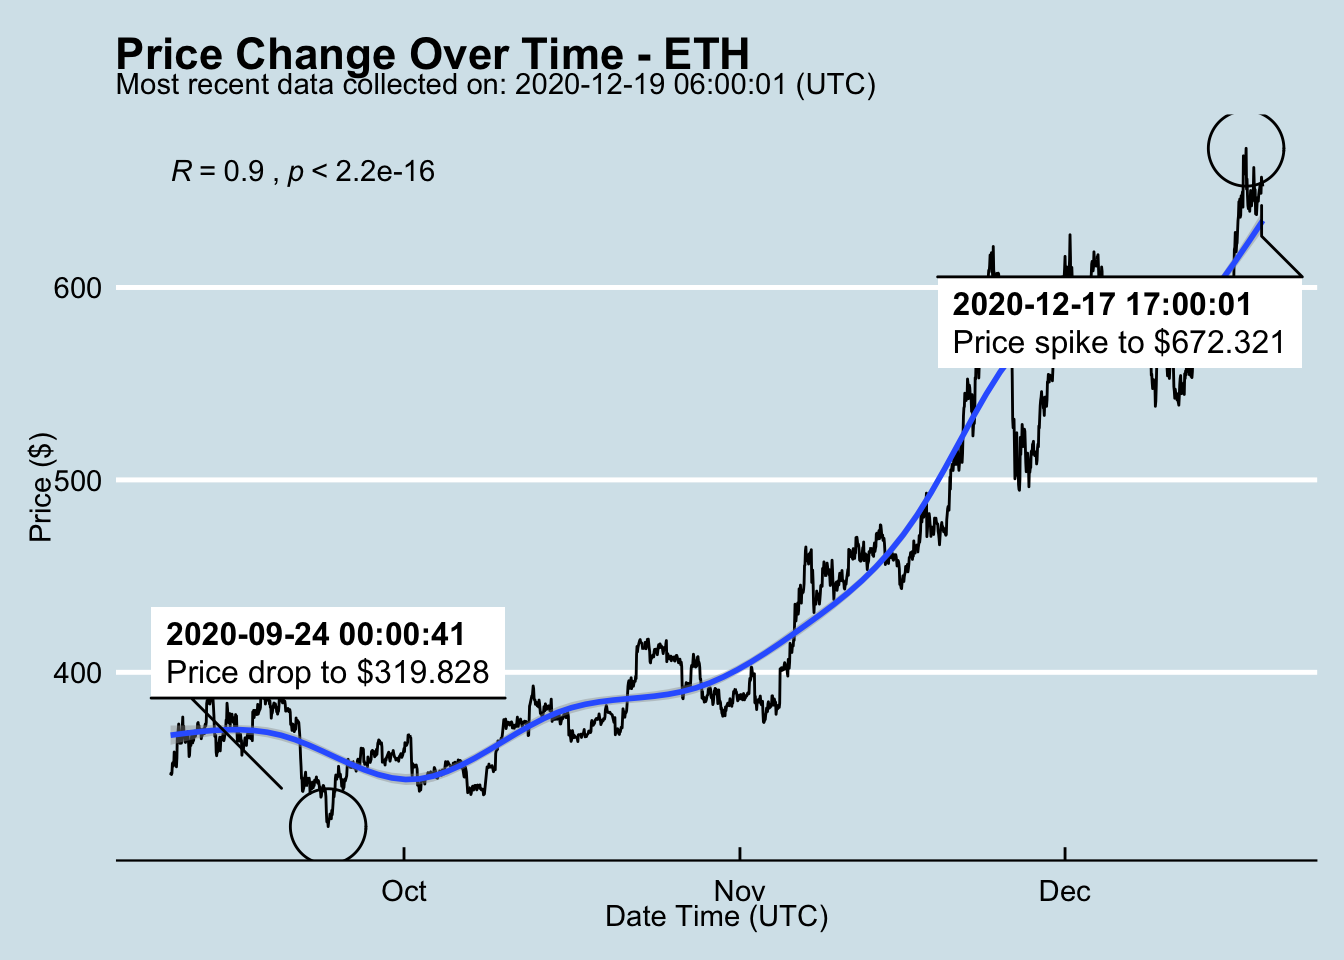 Price Change Over Time - ETH
Most recent data collected on: 2020-12-19 06:00:01 (UTC)
R = 0.9 , p < 2.2e-16
600
2020-12-17 17:00:01
Price spike to $672.321
Price ($)
500
2020-09-24 00:00:41
Price drop to $319.828
400
Oct
Nov
Dec
Date Time (UTC)